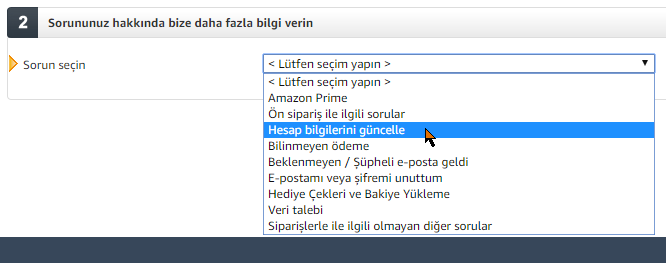 2 Sorununuz hakkında bize daha fazla bilgi verin
Sorun seçin < Lütfen seçim yapın >
< Lütfen seçim yapın >
Amazon Prime
Ön sipariş ile ilgili sorular
Hesap bilgilerini güncelle
Bilinmeyen ödeme
Beklenmeyen / Şüpheli e-posta geldi
E-postamı veya şifremi unuttum
Hediye Çekleri ve Bakiye Yükleme
Veri talebi
Siparişlerle ile ilgili olmayan diğer sorular